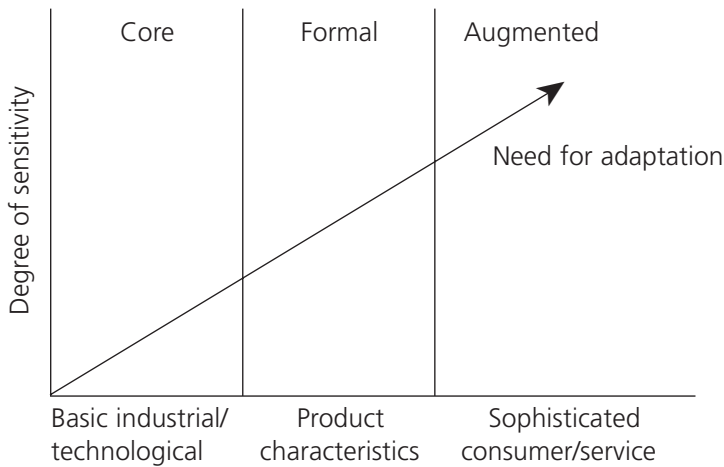 Core
Formal
Augmented
Degree of sensitivity
Need for adaptation
Basic industrial/
technological
Product
characteristics
Sophisticated
consumer/service